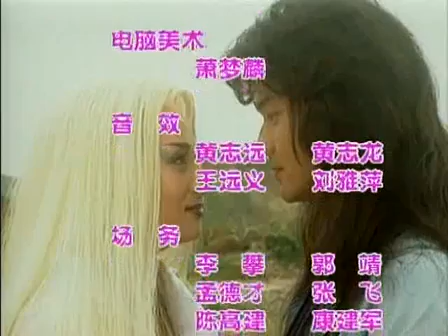 电脑美术
萧梦麟
音 效
黄志远 黄志龙
王远义 刘雅萍
场 务
李 攀 郭 靖
孟德才 张 飞
陈高建 康建军